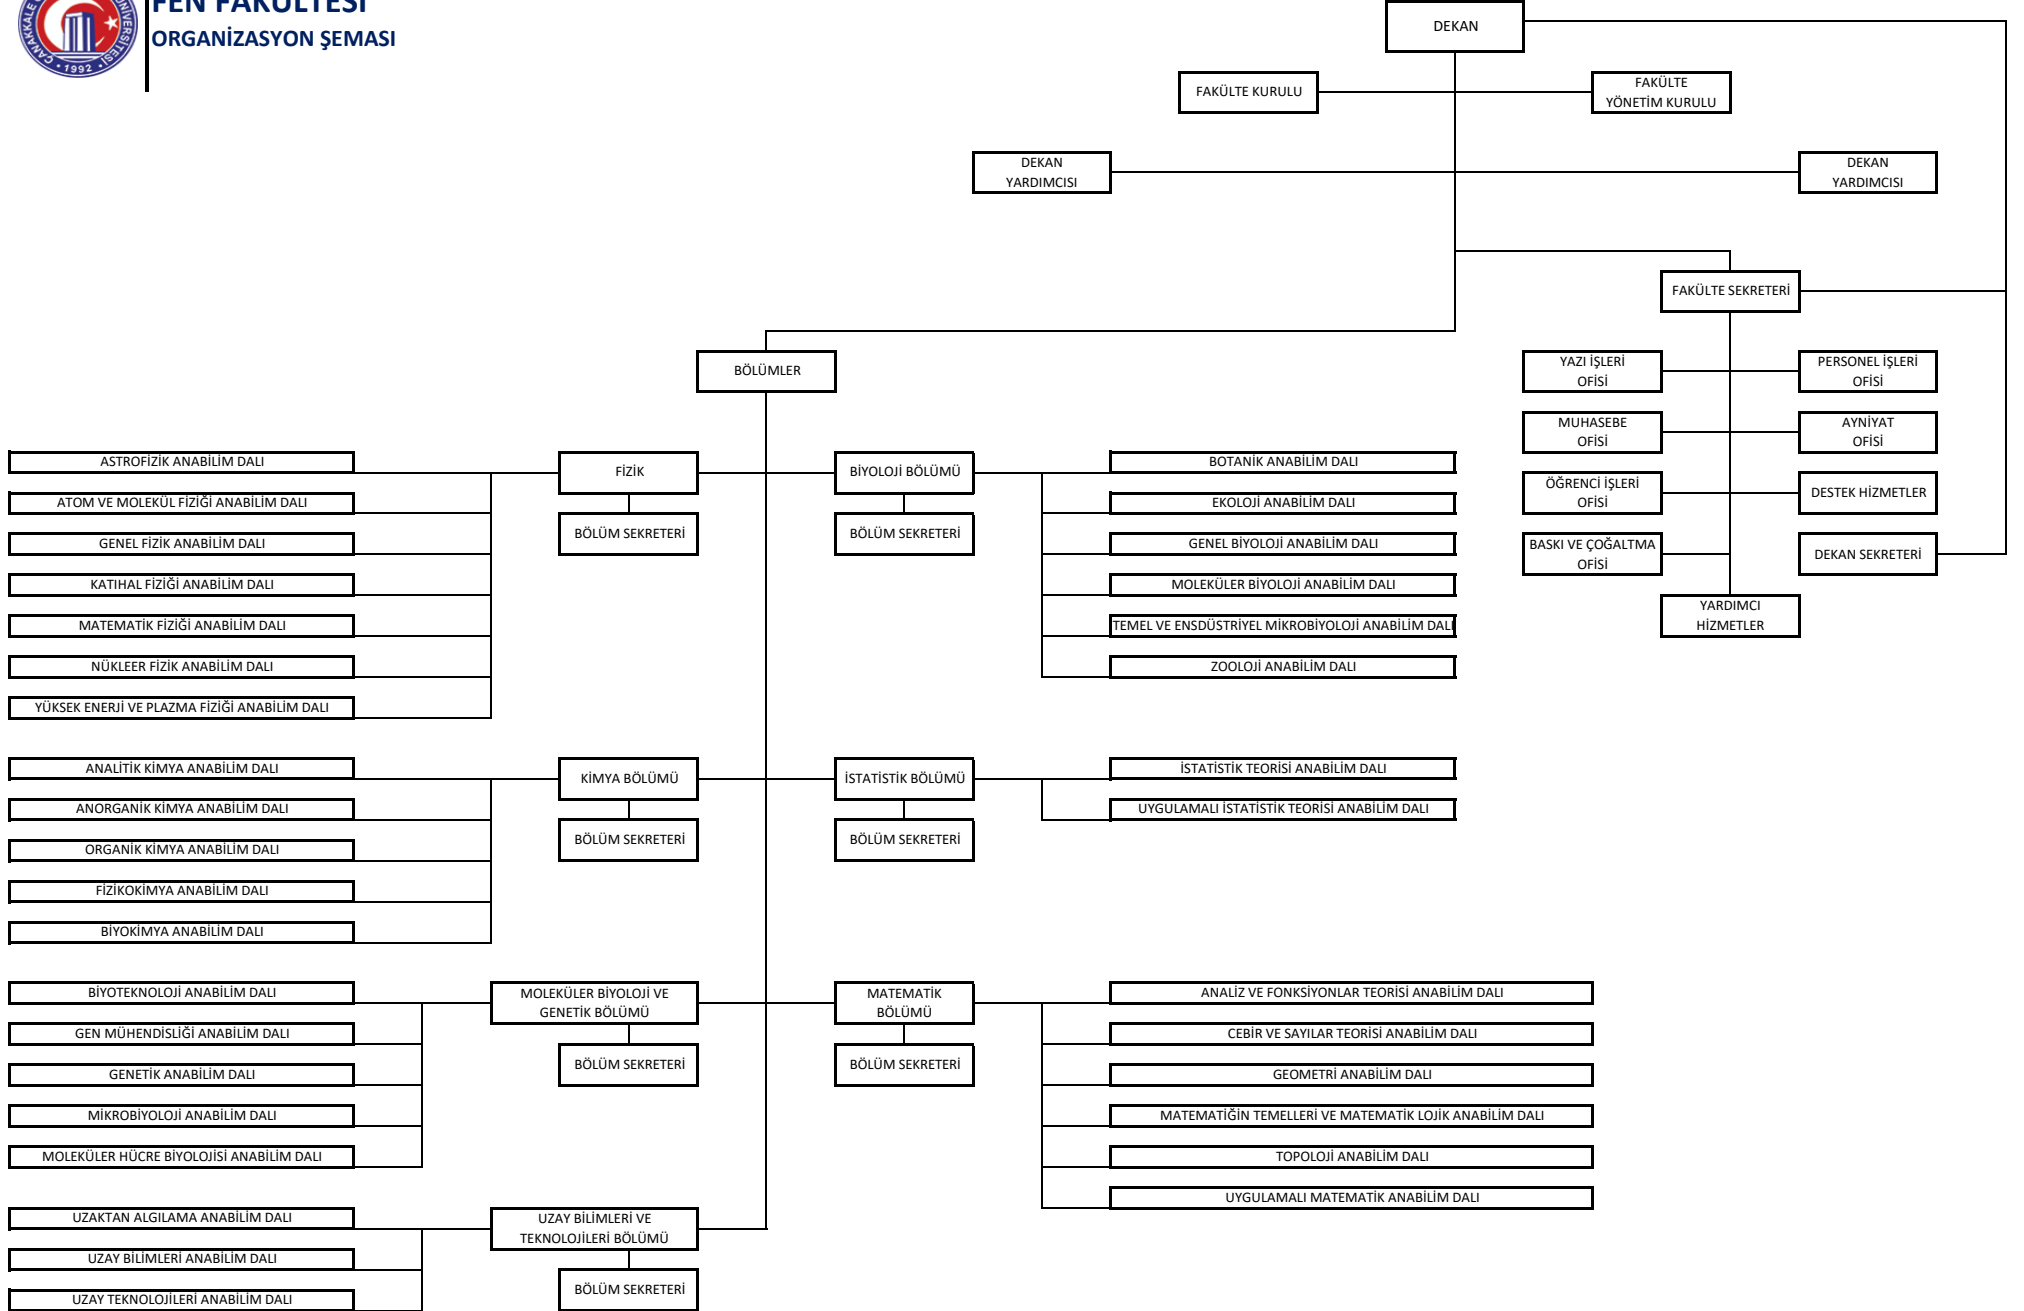 FEN FAKÜLTESİ
ORGANİZASYON ŞEMASI
1992
DEKAN
FAKÜLTE KURULU
FAKÜLTE
YÖNETİM KURULU
DEKAN
YARDIMCISI
DEKAN
YARDIMCISI
FAKÜLTE SEKRETERİ
BÖLÜMLER
YAZI İŞLERİ
OFİSİ
PERSONEL İŞLERİ
OFİSİ
MUHASEBE
OFİSİ
AYNİYAT
OFİSİ
ÖĞRENCİ İŞLERİ
OFİSİ
DESTEK HİZMETLER
BASKI VE ÇOĞALTMA
OFİSİ
DEKAN SEKRETERİ
YARDIMCI
HİZMETLER
FİZİK
BÖLÜM SEKRETERİ
ASTROFİZİK ANABİLİM DALI
ATOM VE MOLEKÜL FİZİĞİ ANABİLİM DALI
GENEL FİZİK ANABİLİM DALI
KATIHAL FİZİĞİ ANABİLİM DALI
MATEMATİK FİZİĞİ ANABİLİM DALI
NÜKLEER FİZİK ANABİLİM DALI
YÜKSEK ENERJİ VE PLAZMA FİZİĞİ ANABİLİM DALI
BİYOLOJİ BÖLÜMÜ
BÖLÜM SEKRETERİ
BOTANİK ANABİLİM DALI
EKOLOJİ ANABİLİM DALI
GENEL BİYOLOJİ ANABİLİM DALI
MOLEKÜLER BİYOLOJİ ANABİLİM DALI
TEMEL VE ENSDÜSTRİYEL MİKROBİYOLOJİ ANABİLİM DALI
ZOOLOJİ ANABİLİM DALI
KİMYA BÖLÜMÜ
BÖLÜM SEKRETERİ
ANALİTİK KİMYA ANABİLİM DALI
ANORGANİK KİMYA ANABİLİM DALI
ORGANİK KİMYA ANABİLİM DALI
FİZİKOKİMYA ANABİLİM DALI
BİYOKİMYA ANABİLİM DALI
İSTATİSTİK BÖLÜMÜ
BÖLÜM SEKRETERİ
İSTATİSTİK TEORİSİ ANABİLİM DALI
UYGULAMALI İSTATİSTİK TEORİSİ ANABİLİM DALI
MOLEKÜLER BİYOLOJİ VE
GENETİK BÖLÜMÜ
BÖLÜM SEKRETERİ
BİYOTEKNOLOJİ ANABİLİM DALI
GEN MÜHENDİSLİĞİ ANABİLİM DALI
GENETİK ANABİLİM DALI
MİKROBİYOLOJİ ANABİLİM DALI
MOLEKÜLER HÜCRE BİYOLOJİSİ ANABİLİM DALI
MATEMATİK
BÖLÜMÜ
BÖLÜM SEKRETERİ
ANALİZ VE FONKSİYONLAR TEORİSİ ANABİLİM DALI
CEBİR VE SAYILAR TEORİSİ ANABİLİM DALI
GEOMETRİ ANABİLİM DALI
MATEMATİĞİN TEMELLERİ VE MATEMATİK LOJİK ANABİLİM DALI
TOPOLOJİ ANABİLİM DALI
UYGULAMALI MATEMATİK ANABİLİM DALI
UZAY BİLİMLERİ VE
TEKNOLOJİLERİ BÖLÜMÜ
BÖLÜM SEKRETERİ
UZAKTAN ALGILAMA ANABİLİM DALI
UZAY BİLİMLERİ ANABİLİM DALI
UZAY TEKNOLOJİLERİ ANABİLİM DALI